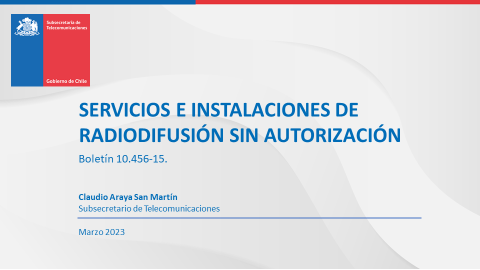 Subsecretaría de
Telecomunicaciones
Gobierno de Chile
SERVICIOS E INSTALACIONES DE
RADIODIFUSIÓN SIN AUTORIZACIÓN
Boletín 10.456-15.
Claudio Araya San Martín
Subsecretario de Telecomunicaciones
Marzo 2023